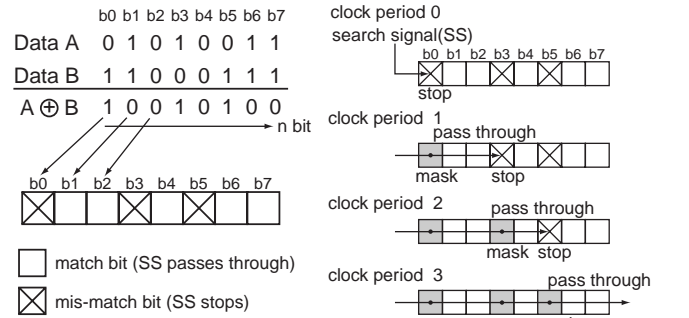 b0 b1 b2 b3 b4 b5 b6 b7
Data A 0 1 0 1 0 0 1 1
Data B 1 1 0 0 0 1 1 1
A ⊕ B 1 0 0 1 0 1 0 0
n bit
b0 b1 b2 b3 b4 b5 b6 b7
match bit (SS passes through)
mis-match bit (SS stops)
clock period 0
search signal(SS)
b0 b1 b2 b3 b4 b5 b6 b7
stop
clock period 1
pass through
mask stop
clock period 2
pass through
mask stop
clock period 3
pass through